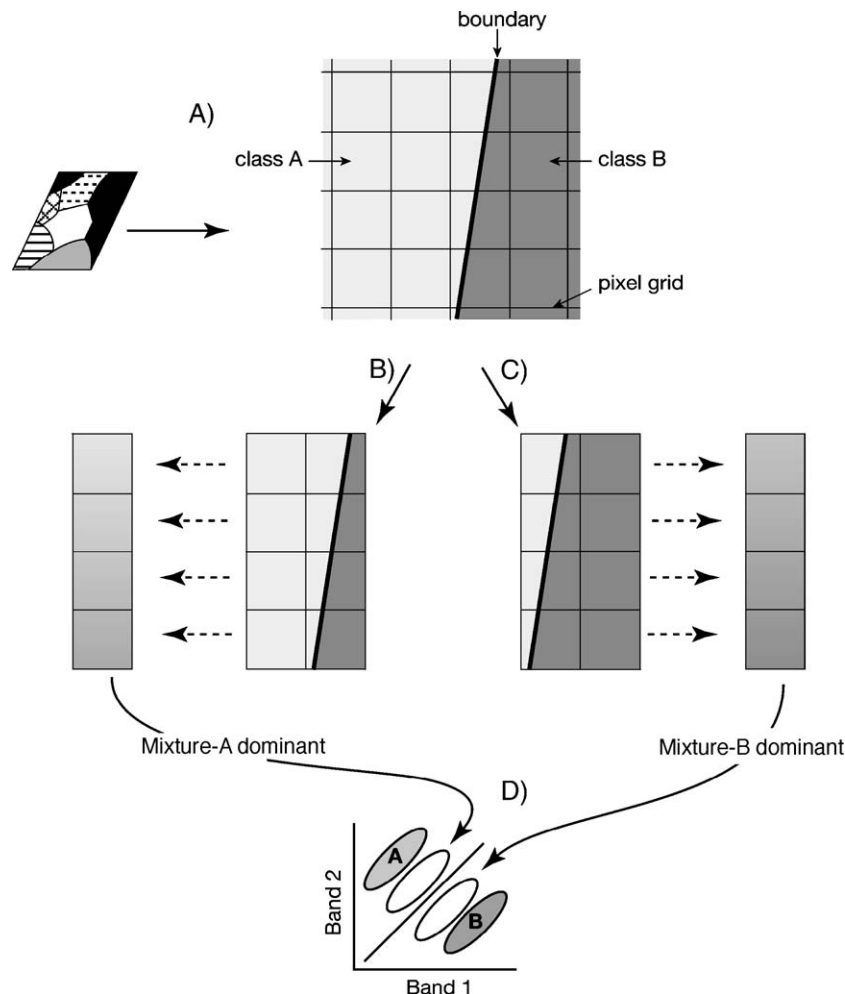 boundary
A)
class A
class B
pixel grid
B)
C)
Mixture-A dominant
Mixture-B dominant
D)
A
B
Band 2
Band 1